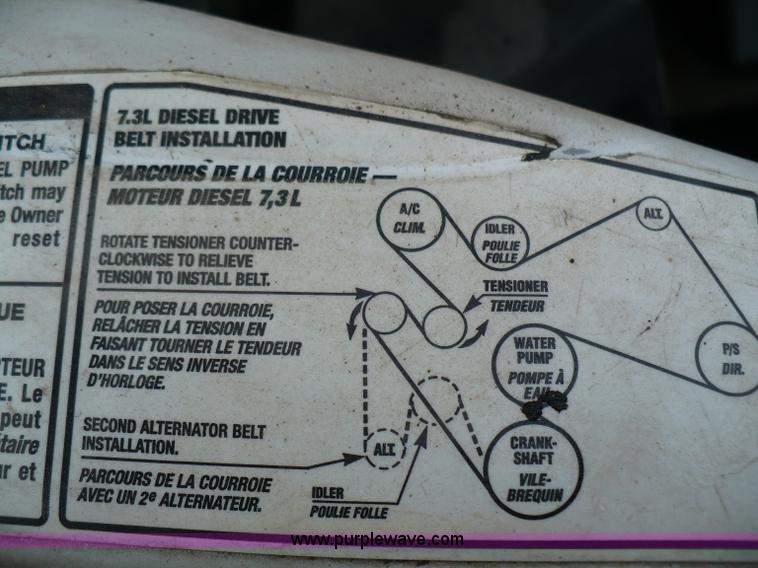 ITCH
EL PUMP
tch may
e Owner
reset
UE
PTEUR
E. Le
peut
taire
ur et
7.3L DIESEL DRIVE
BELT INSTALLATION
PARCOURS DE LA COURROIE —
MOTEUR DIESEL 7,3 L
ROTATE TENSIONER COUNTER-
CLOCKWISE TO RELIEVE
TENSION TO INSTALL BELT.
POUR POSER LA COURROIE,
RELÂCHER LA TENSION EN
FAISANT TOURNER LE TENDEUR
DANS LE SENS INVERSE
D'HORLOGE.
SECOND ALTERNATOR BELT
INSTALLATION.
PARCOURS DE LA COURROIE
AVEC UN 2e ALTERNATEUR.
A/C
CLIM.
IDLER
POULIE
FOLLE
ALT.
TENSIONER
TENDEUR
WATER
PUMP
POMPE À
EAU
P/S
DIR.
ALT.
CRANK-
SHAFT
VILE-
BREQUIN
IDLER
POULIE FOLLE
www.purplewave.com